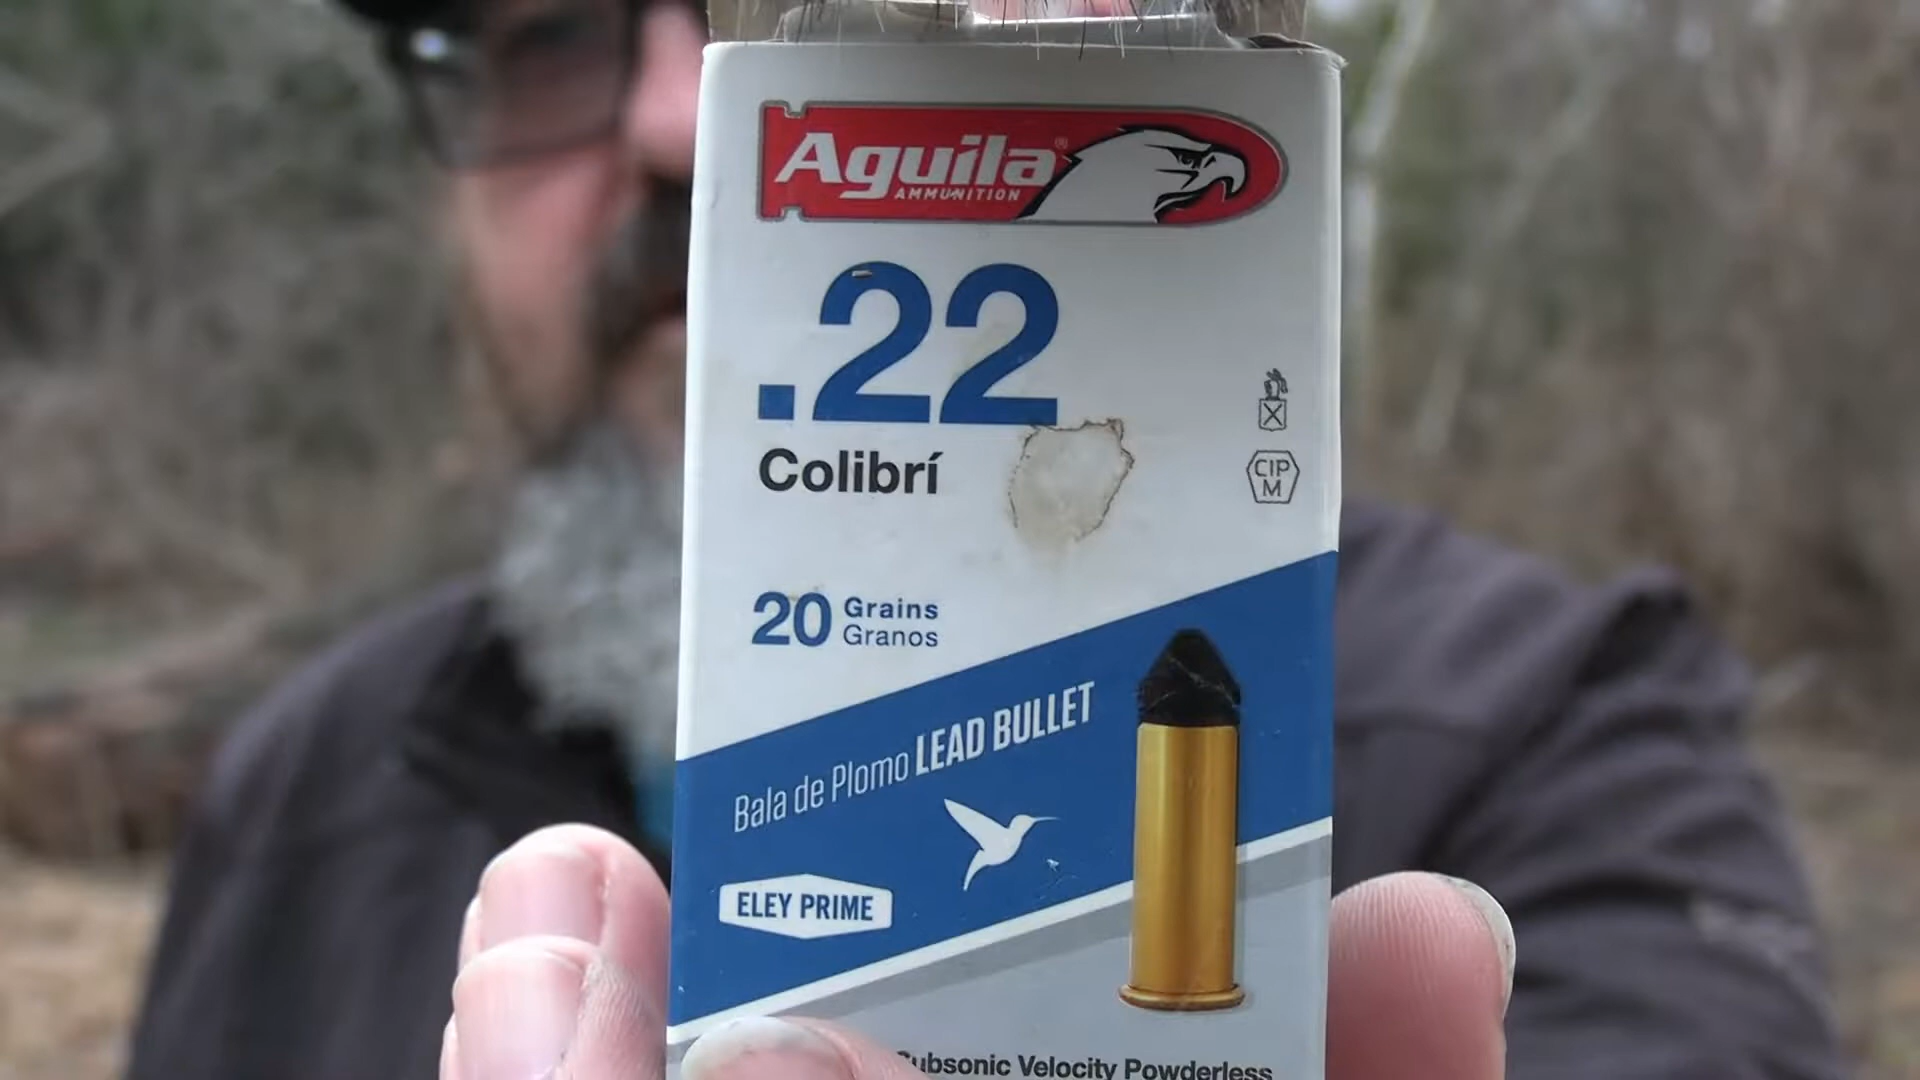 Aguila®
AMMUNITION
.22
Colibrí
CIP
M
20 Grains
Granos
Bala de Plomo LEAD BULLET
ELEY PRIME
Subsonic Velocity Powderless